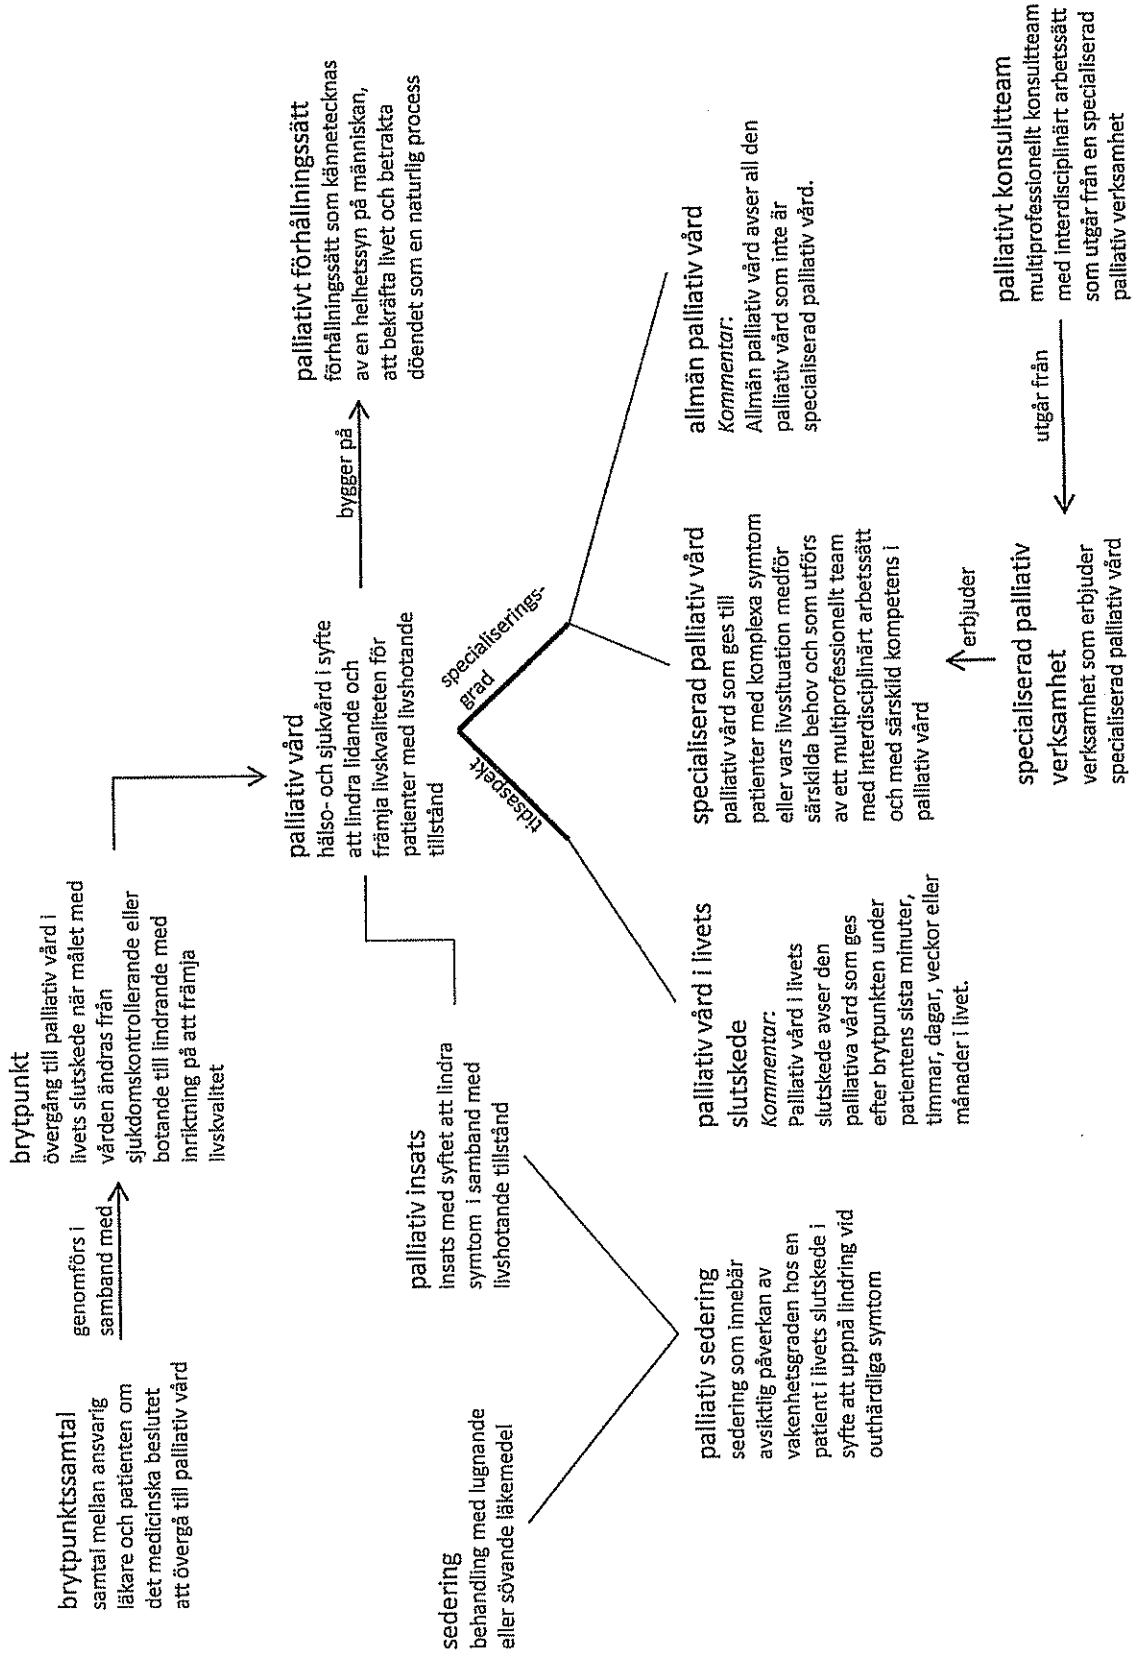 brytpunktssamtal
samtal mellan ansvarig
läkare och patienten om
det medicinska beslutet
att övergå till palliativ vård
genomförs i
samband med
brytpunkt
övergång till palliativ vård i
livets slutskede när målet med
vården ändras från
sjukdomskontrollerande eller
botande till lindrande med
inriktning på att främja
livskvalitet
palliativ vård
hälso- och sjukvård i syfte
att lindra lidande och
främja livskvaliteten för
patienter med livshotande
tillstånd
bygger på
palliativt förhållningssätt
förhållningssätt som kännetecknas
av en helhetssyn på människan,
att bekräfta livet och betrakta
döendet som en naturlig process
sedering
behandling med lugnande
eller sövande läkemedel
palliativ insats
insats med syftet att lindra
symtom i samband med
livshotande tillstånd
tidsaspekt
specialiserings-
grad
palliativ sedering
sedering som innebär
avsiktlig påverkan av
vakenhetsgraden hos en
patient i livets slutskede i
syfte att uppnå lindring vid
outhärdliga symtom
palliativ vård i livets
slutskede
Kommentar:
Palliativ vård i livets
slutskede avser den
palliativa vård som ges
efter brytpunkten under
patientens sista minuter,
timmar, dagar, veckor eller
månader i livet.
specialiserad palliativ vård
palliativ vård som ges till
patienter med komplexa symtom
eller vars livssituation medför
särskilda behov och som utförs
av ett multiprofessionellt team
med interdisciplinärt arbetssätt
och med särskild kompetens i
palliativ vård
allmän palliativ vård
Kommentar:
Allmän palliativ vård avser all den
palliativ vård som inte är
specialiserad palliativ vård.
erbjuder
specialiserad palliativ
verksamhet
verksamhet som erbjuder
specialiserad palliativ vård
utgår från
palliativt konsultteam
multiprofessionellt konsultteam
med interdisciplinärt arbetssätt
som utgår från en specialiserad
palliativ verksamhet